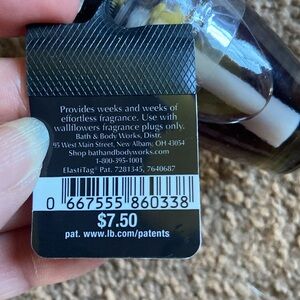 Provides weeks and weeks of
effortless fragrance. Use with
wallflowers fragrance plugs only.
Bath & Body Works, Distr.
95 West Main Street, New Albany, OH 43054
Shop bathandbodyworks.com
1-800-395-1001
ElastiTag® Pat. 7281345, 7640687
0 667555 860338
$7.50
pat. www.lb.com/patents